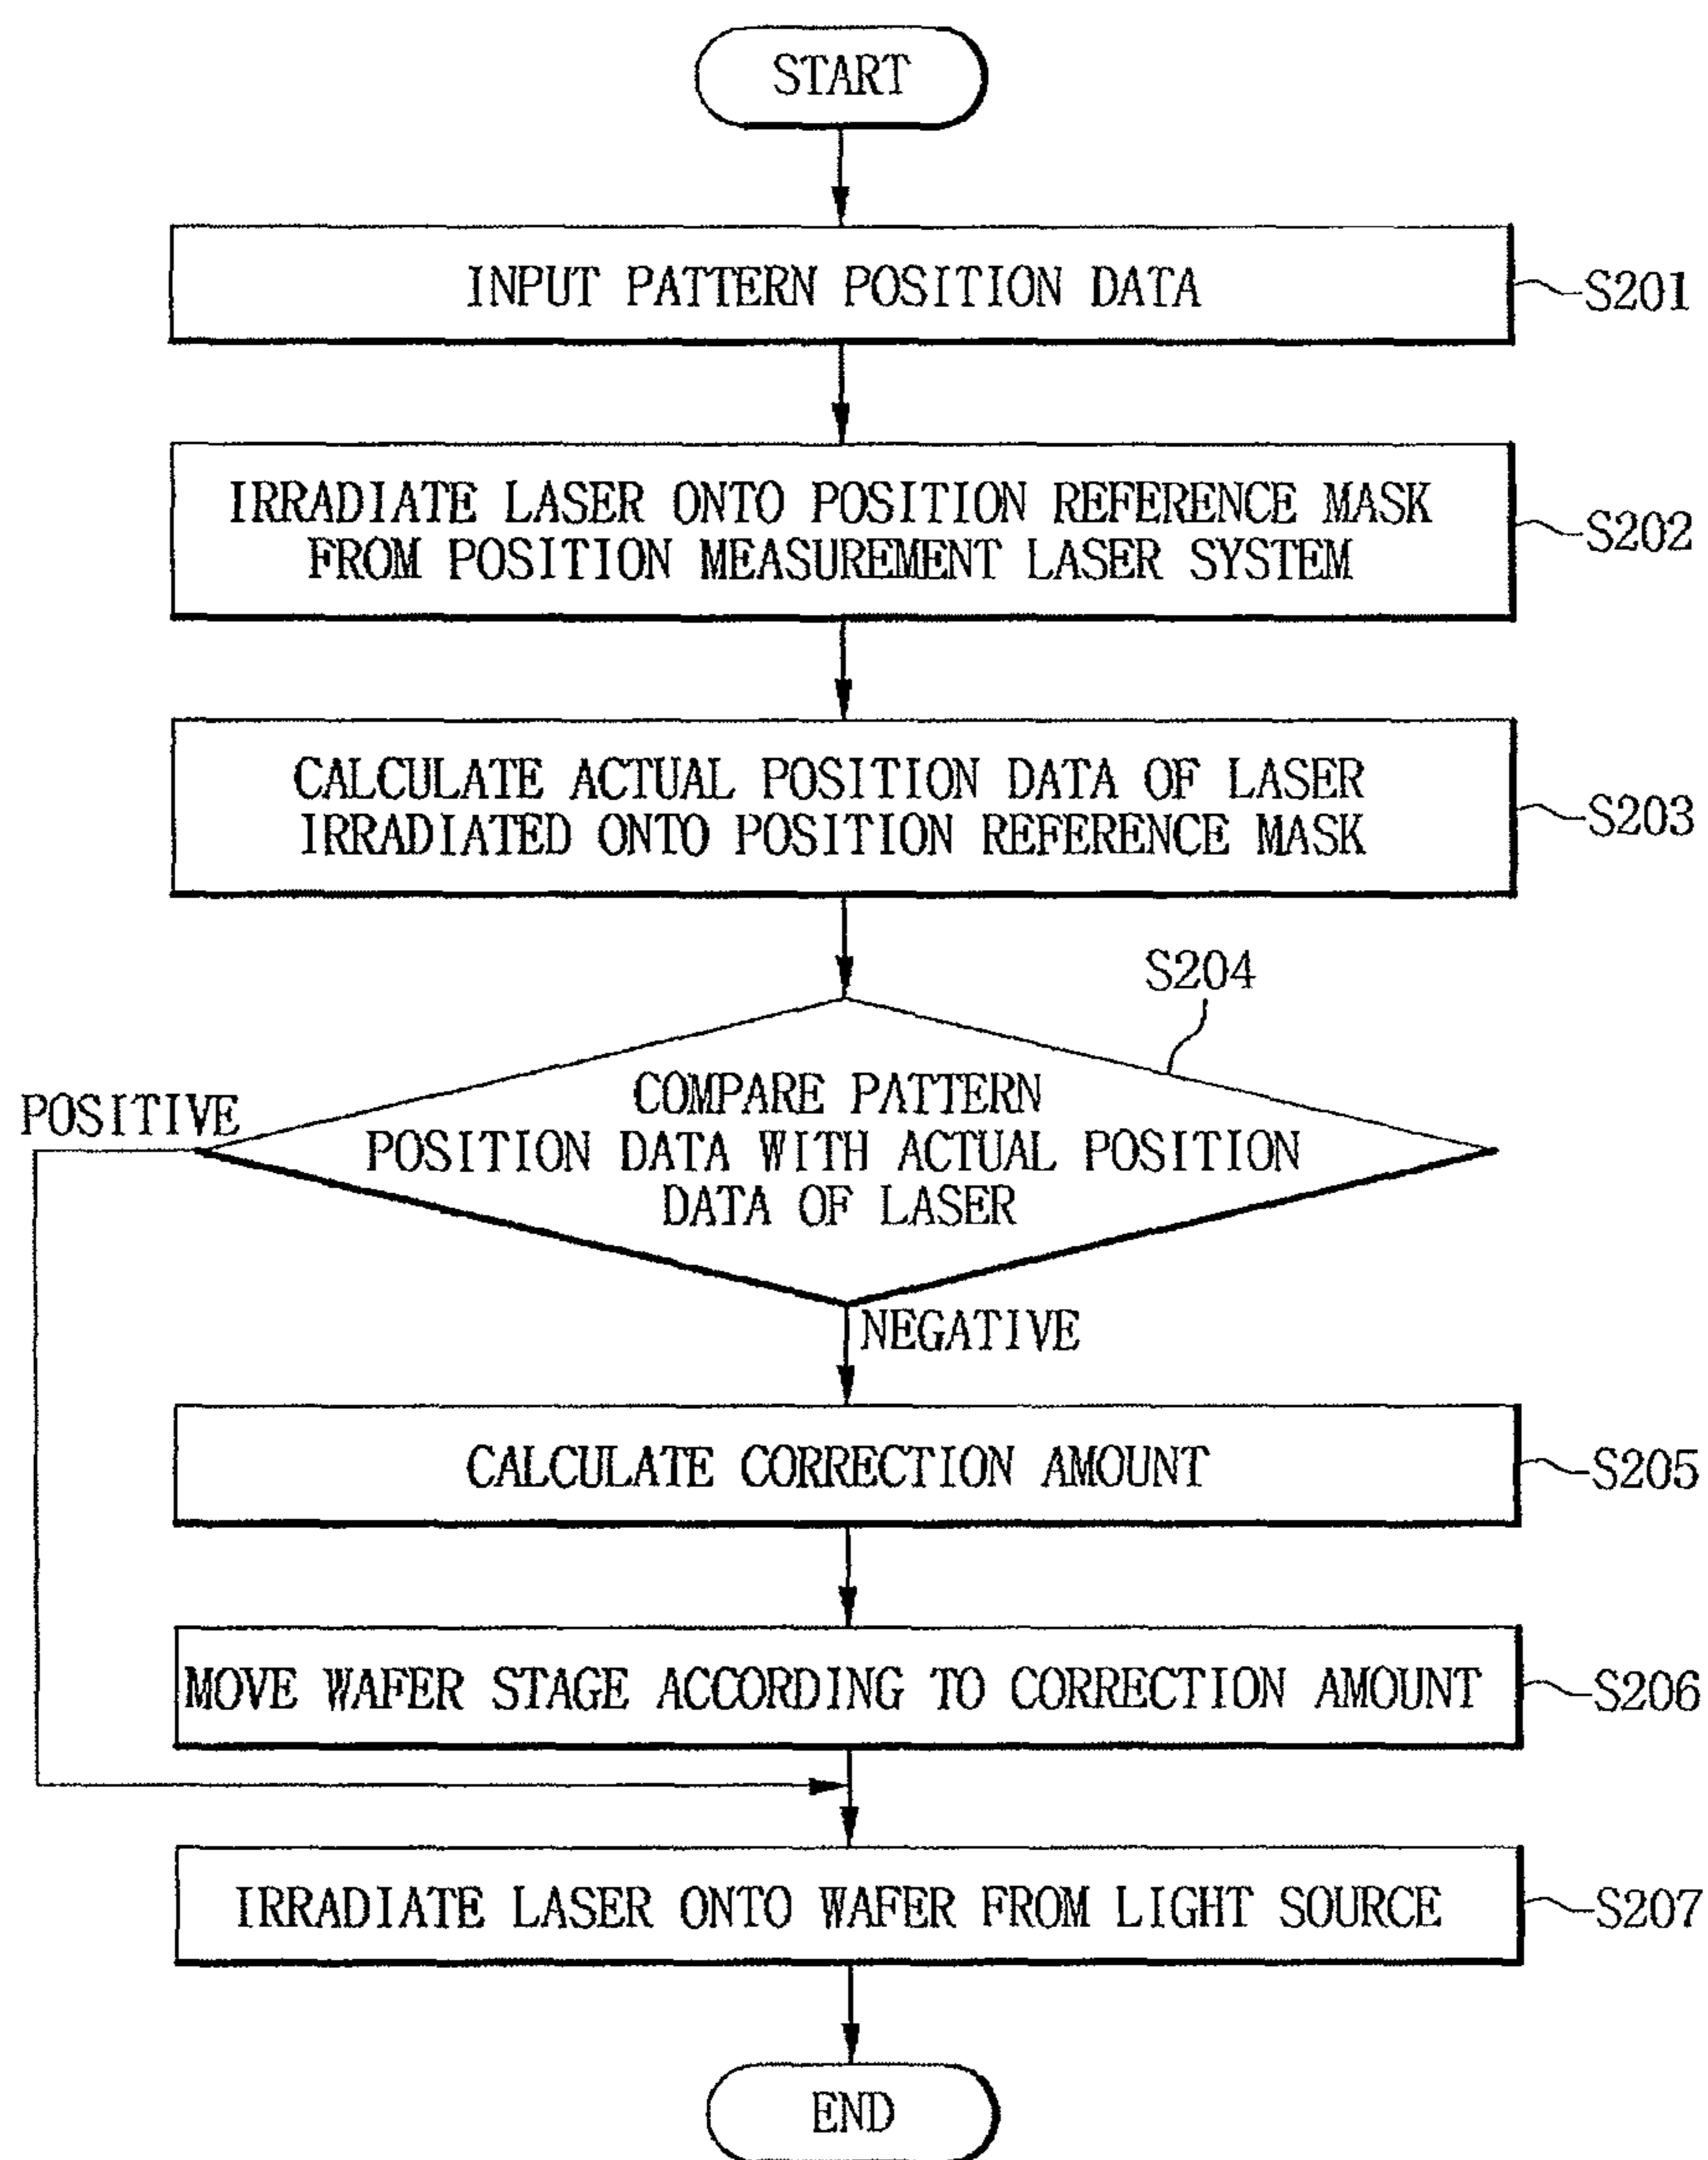 START
INPUT PATTERN POSITION DATA
S201
IRRADIATE LASER ONTO POSITION REFERENCE MASK
FROM POSITION MEASUREMENT LASER SYSTEM
S202
CALCULATE ACTUAL POSITION DATA OF LASER
IRRADIATED ONTO POSITION REFERENCE MASK
S203
S204
COMPARE PATTERN
POSITION DATA WITH ACTUAL POSITION
DATA OF LASER
POSITIVE
NEGATIVE
CALCULATE CORRECTION AMOUNT
S205
MOVE WAFER STAGE ACCORDING TO CORRECTION AMOUNT
S206
IRRADIATE LASER ONTO WAFER FROM LIGHT SOURCE
S207
END